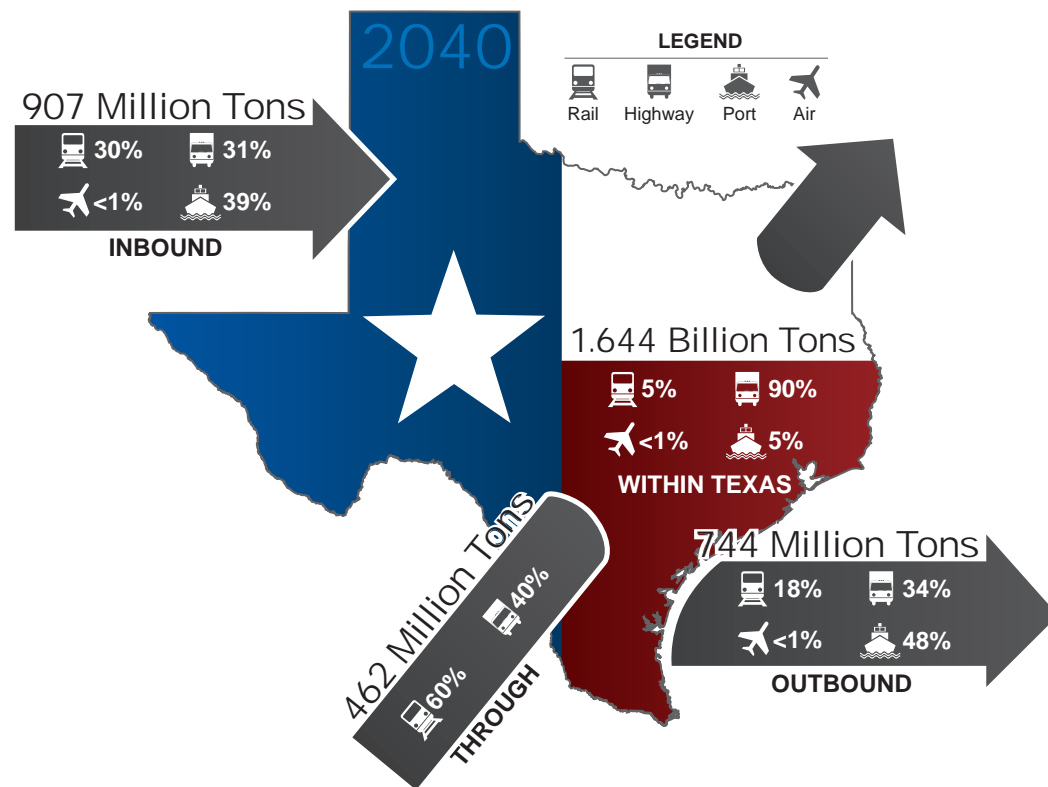 2040
LEGEND
Rail
Highway
Port
Air
907 Million Tons
30%
31%
<1%
39%
INBOUND
1.644 Billion Tons
5%
90%
<1%
5%
WITHIN TEXAS
462 Million Tons
60%
40%
THROUGH
744 Million Tons
18%
34%
<1%
48%
OUTBOUND